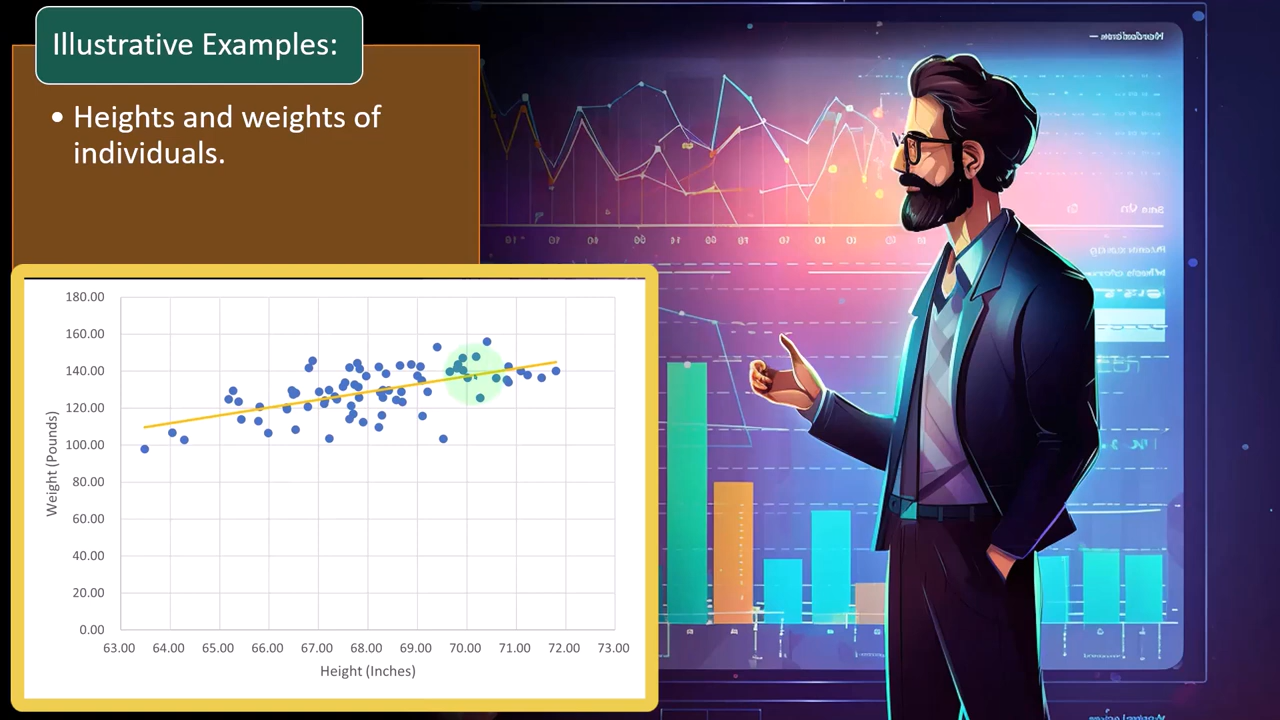 Illustrative Examples:
• Heights and weights of
individuals.
180.00
160.00
140.00
120.00
100.00
80.00
60.00
40.00
20.00
0.00
Weight (Pounds)
63.00 64.00 65.00 66.00 67.00 68.00 69.00 70.00 71.00 72.00 73.00
Height (Inches)